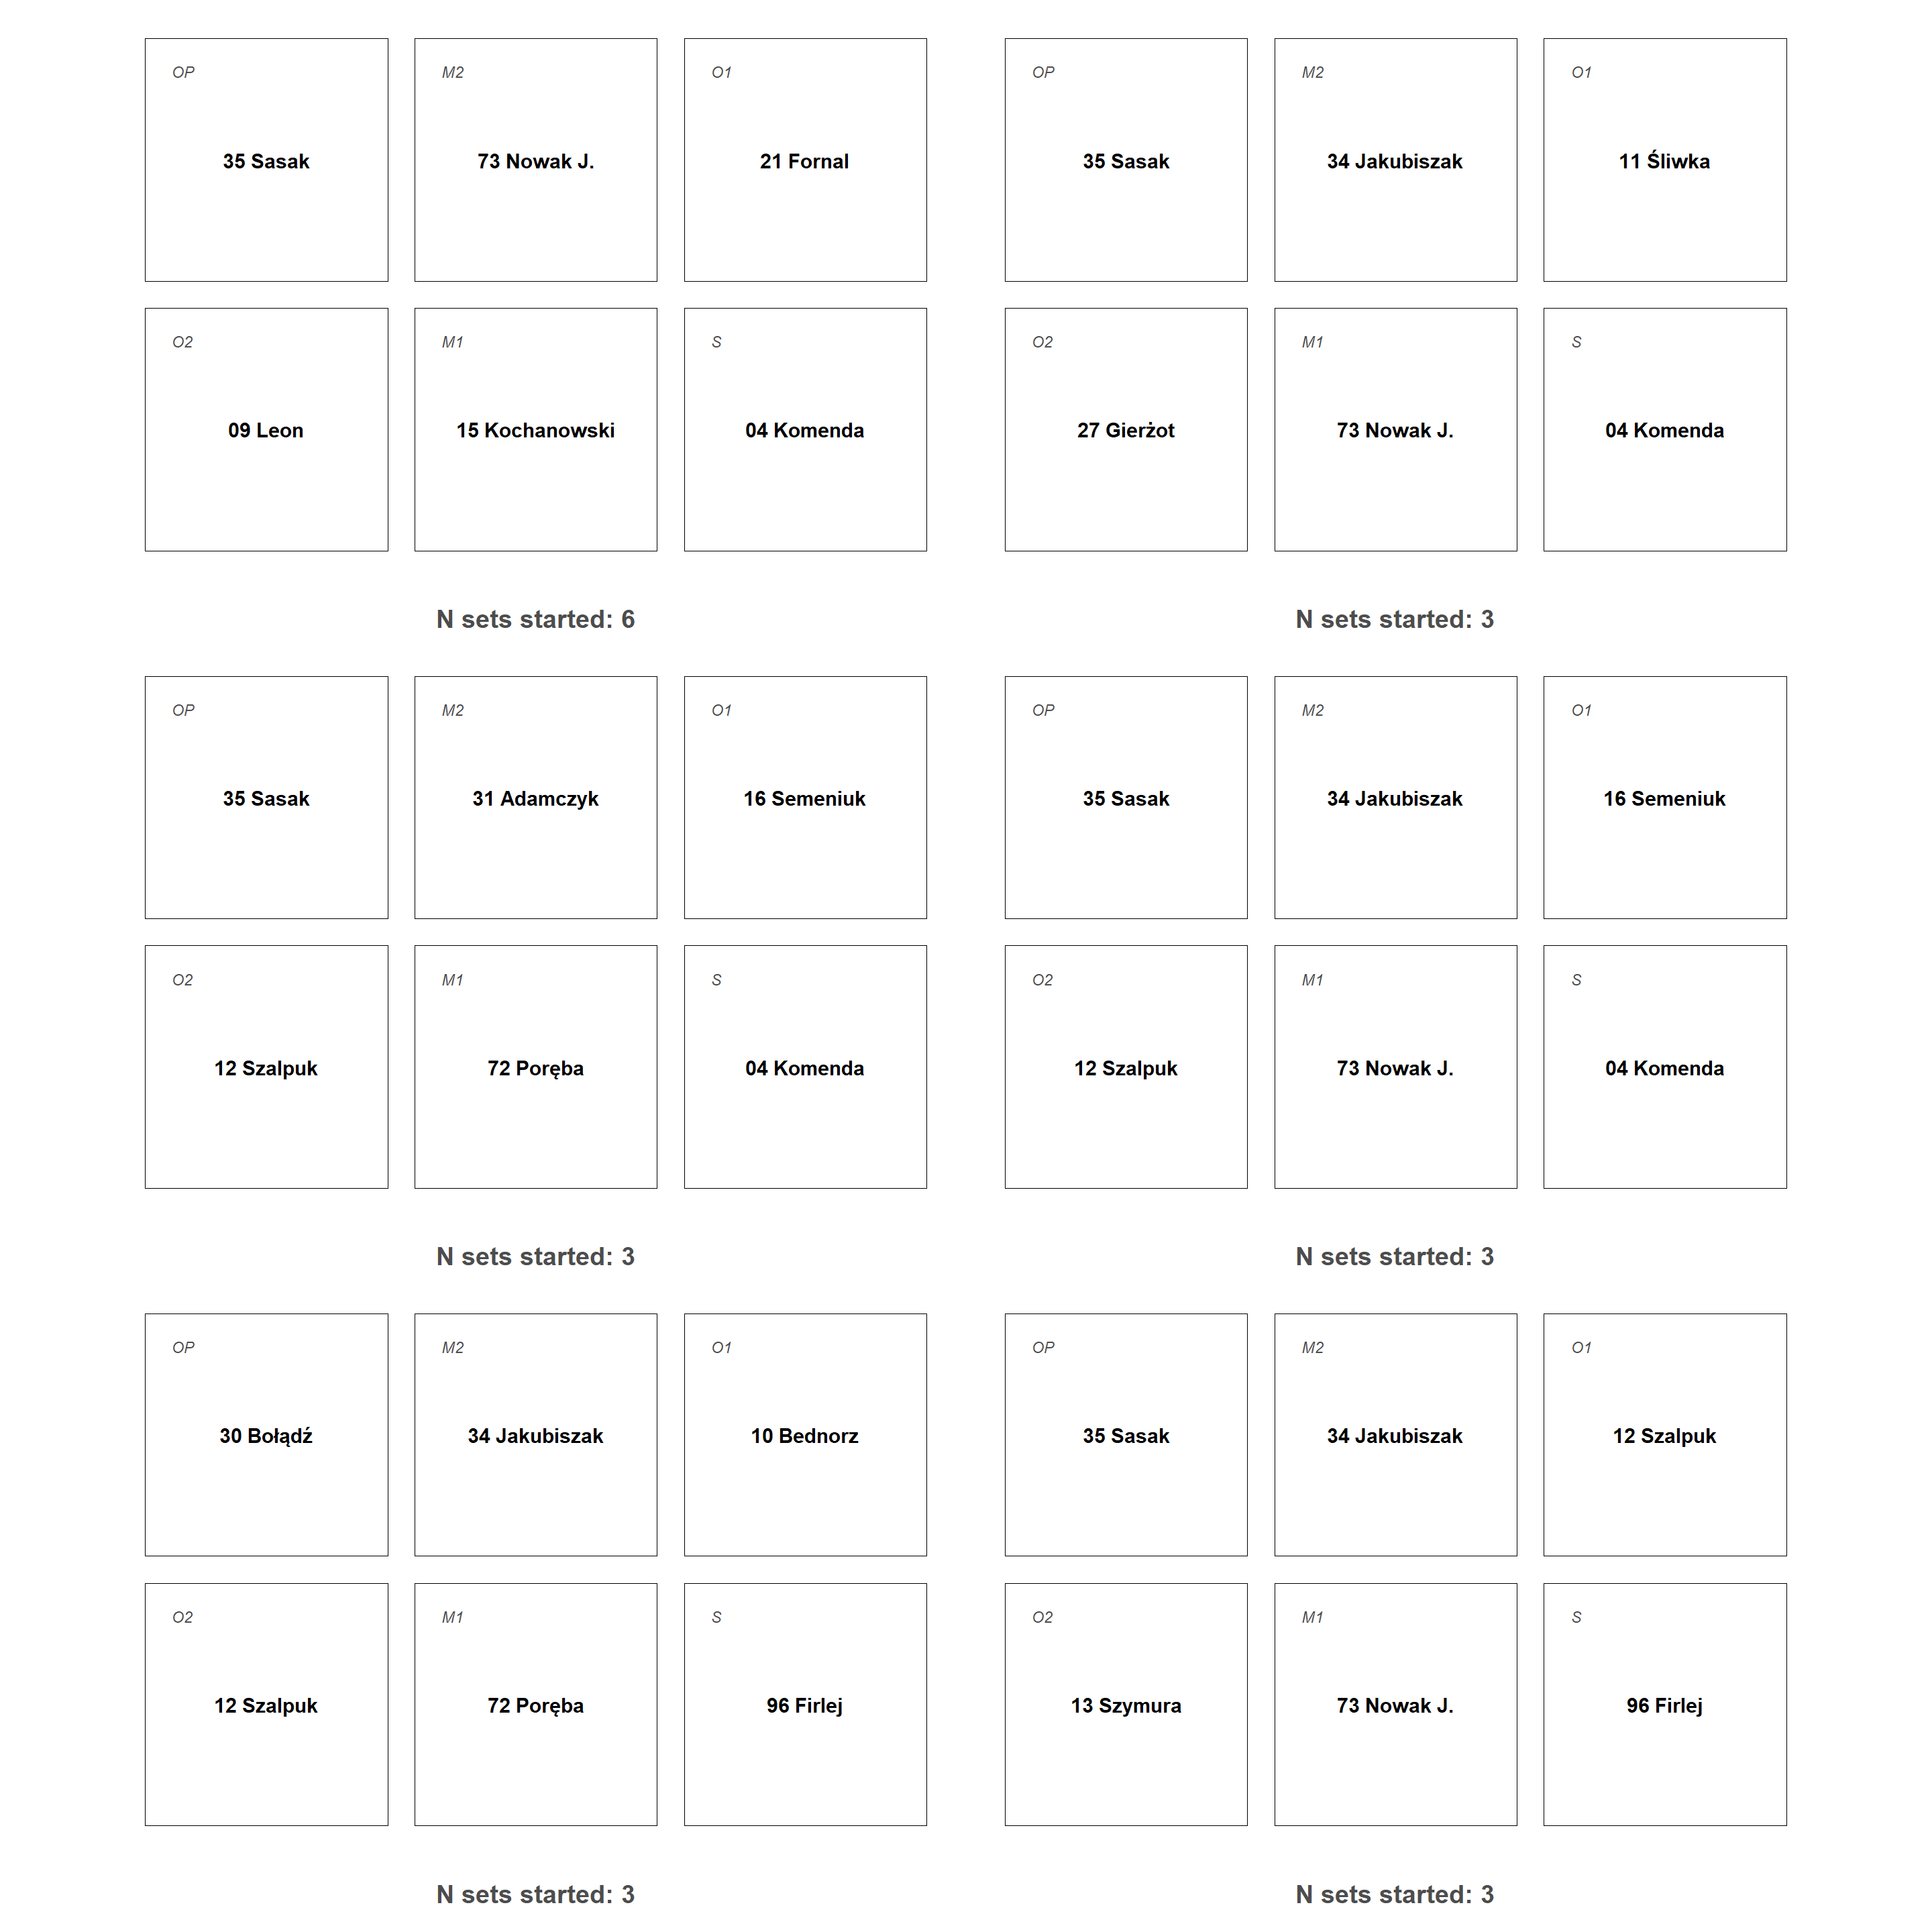 OP M2 O1
35 Sasak 73 Nowak J. 21 Fornal
O2 M1 S
09 Leon 15 Kochanowski 04 Komenda
N sets started: 6
OP M2 O1
35 Sasak 34 Jakubiszak 11 Śliwka
O2 M1 S
27 Gierżot 73 Nowak J. 04 Komenda
N sets started: 3
OP M2 O1
35 Sasak 31 Adamczyk 16 Semeniuk
O2 M1 S
12 Szalpuk 72 Poręba 04 Komenda
N sets started: 3
OP M2 O1
35 Sasak 34 Jakubiszak 16 Semeniuk
O2 M1 S
12 Szalpuk 73 Nowak J. 04 Komenda
N sets started: 3
OP M2 O1
30 Bołądź 34 Jakubiszak 10 Bednorz
O2 M1 S
12 Szalpuk 72 Poręba 96 Firlej
N sets started: 3
OP M2 O1
35 Sasak 34 Jakubiszak 12 Szalpuk
O2 M1 S
13 Szymura 73 Nowak J. 96 Firlej
N sets started: 3